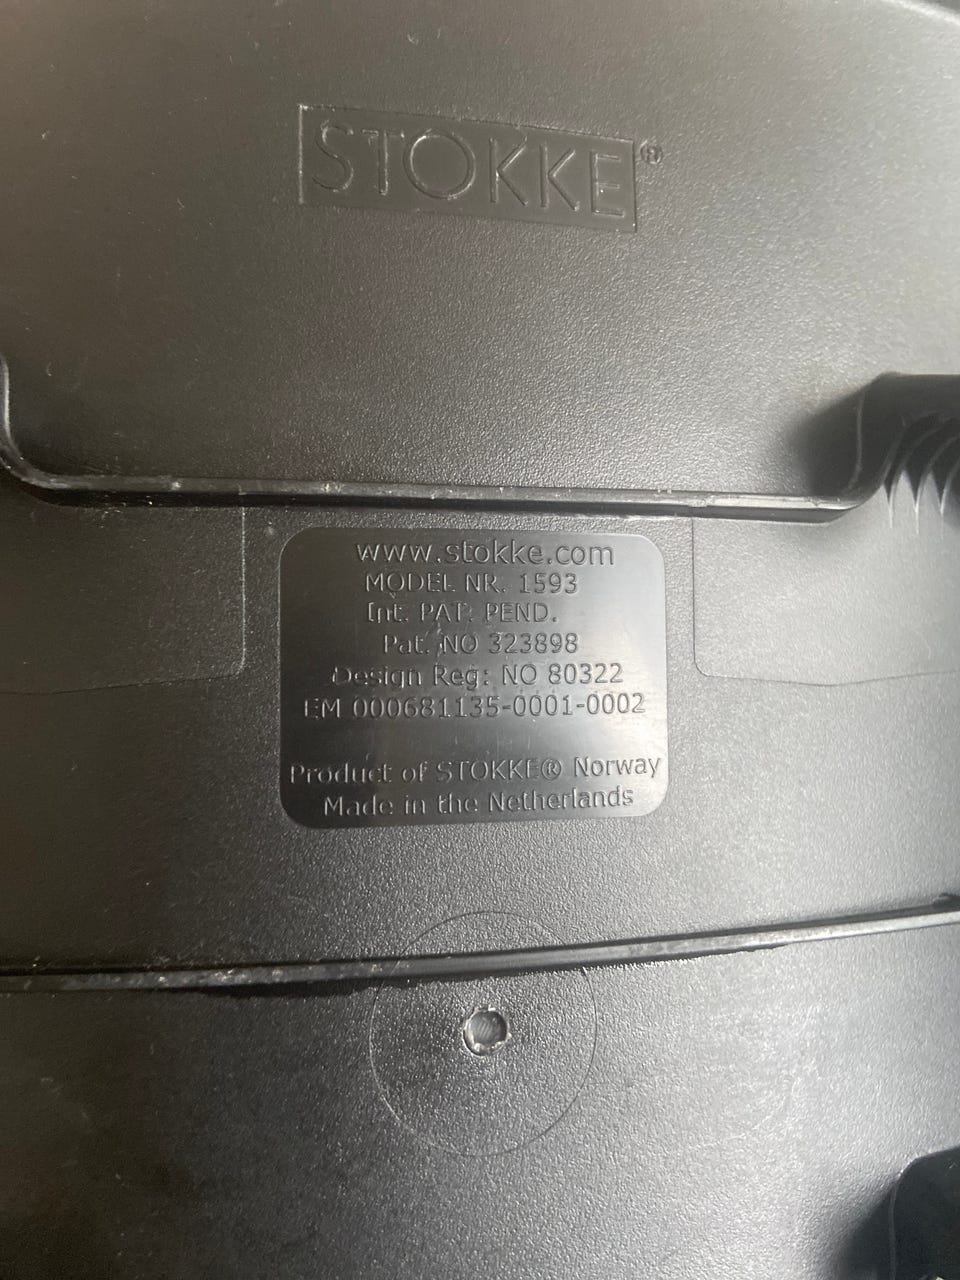 STOKKE®
www.stokke.com
MODEL NR. 1593
Int. PAT. PEND.
Pat. NO 323898
Design Reg: NO 80322
EM 000681135-0001-0002
Product of STOKKE® Norway
Made in the Netherlands